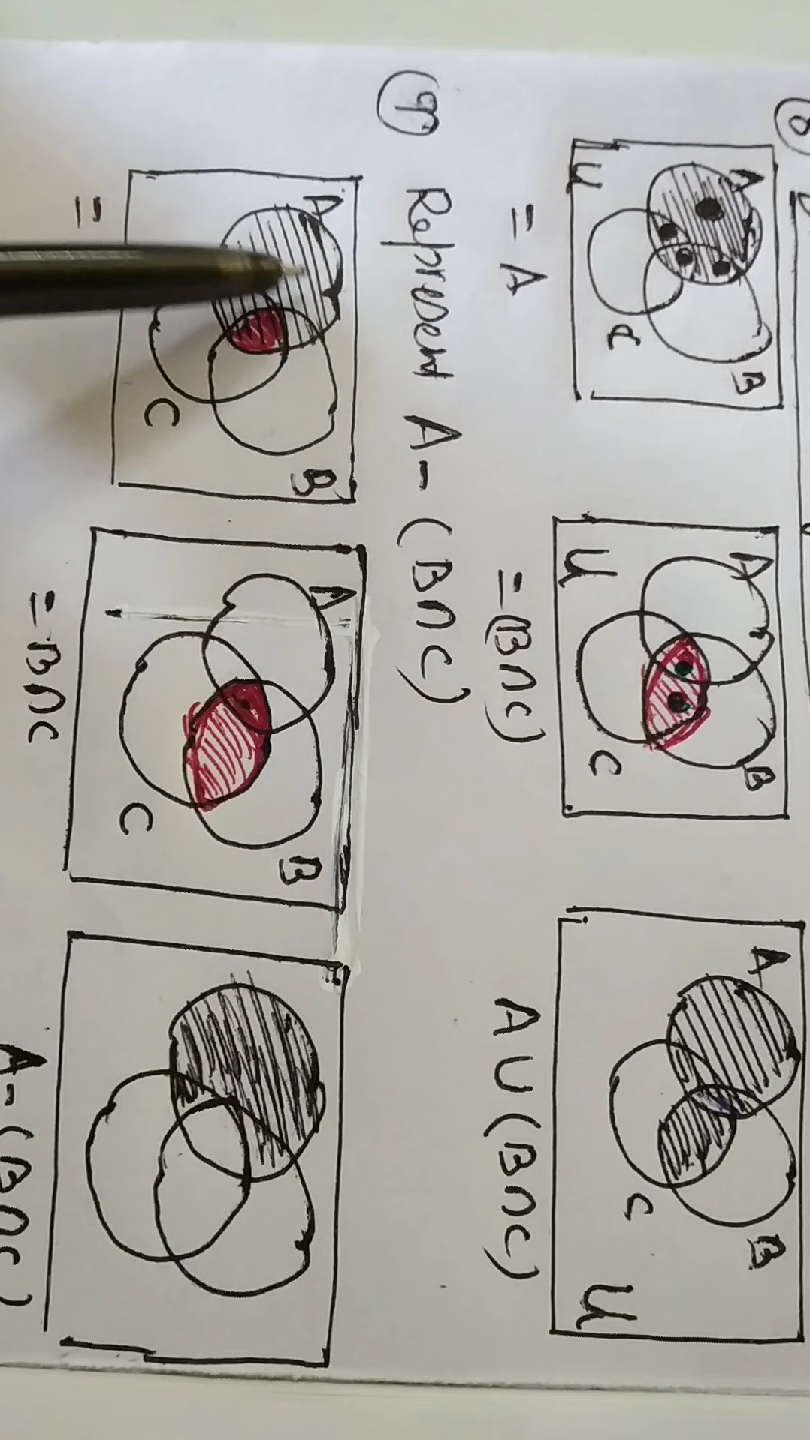 A
B
C
U
= A
A
B
C
U
= (B∩C)
A
B
C
U
A∪(B∩C)
9 Represent A-(B∩C)
A
B
C
=
A
B
C
= B∩C
A-(B∩C)